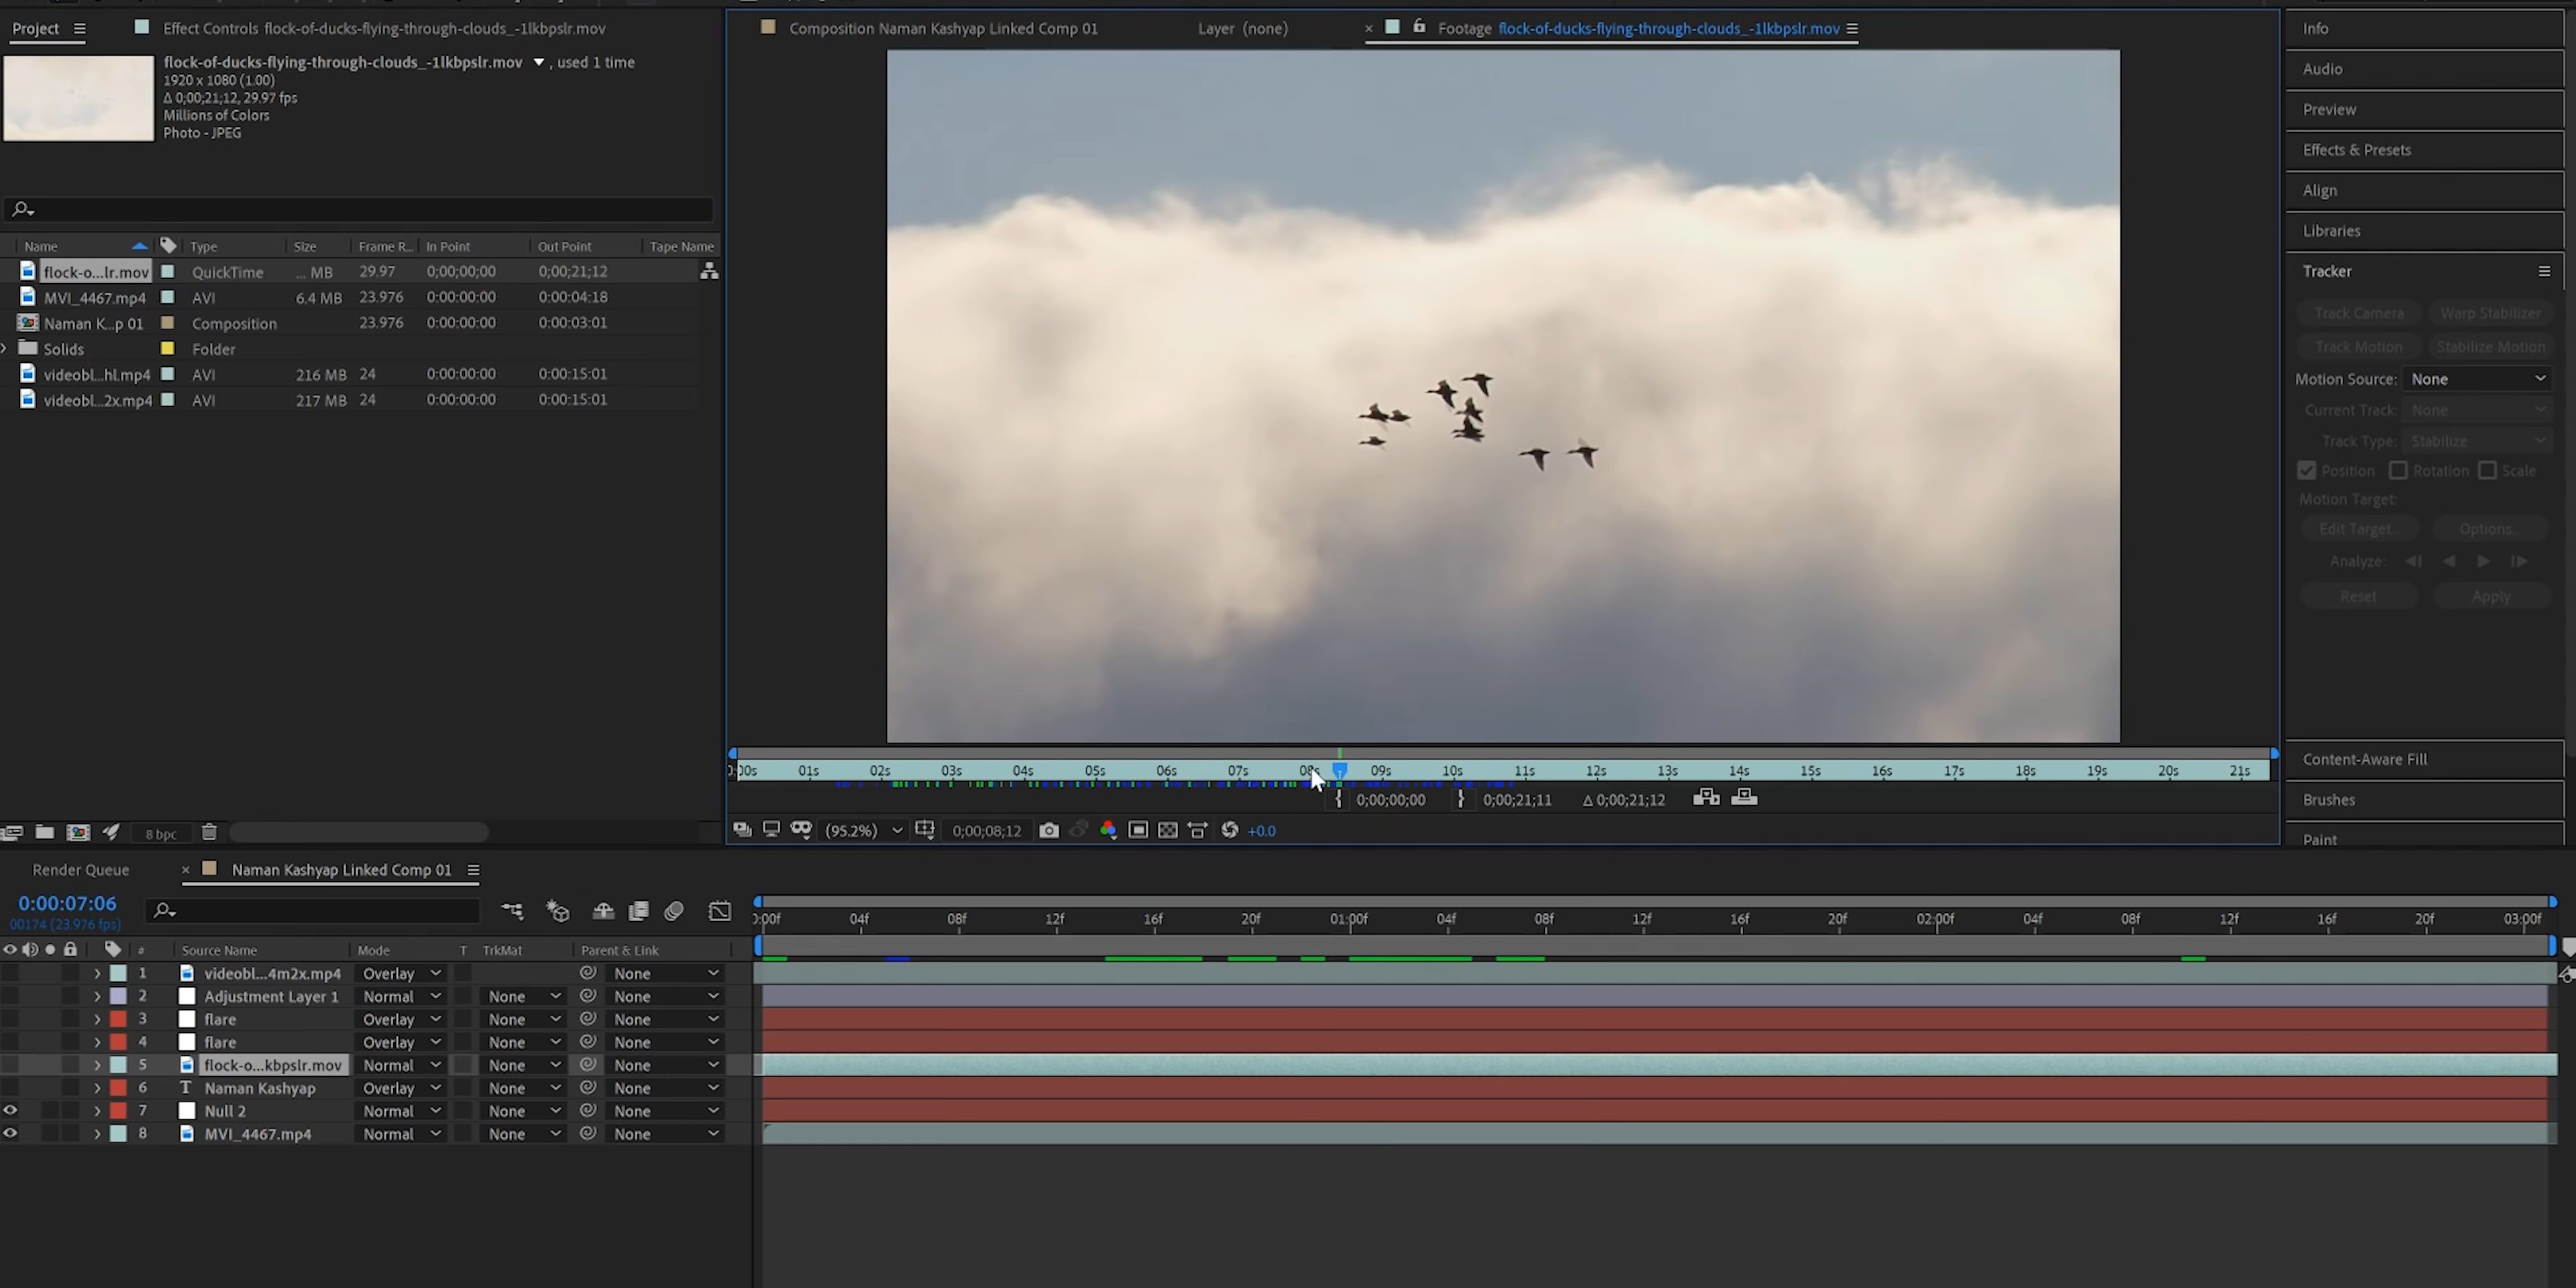 Project
Effect Controls flock-of-ducks-flying-through-clouds_-1lkbpslr.mov
flock-of-ducks-flying-through-clouds_-1lkbpslr.mov , used 1 time
1920 x 1080 (1.00)
Δ 0;00;21;12, 29.97 fps
Millions of Colors
Photo - JPEG
Name Type Size Frame R... In Point Out Point Tape Name
flock-o...lr.mov QuickTime ... MB 29.97 0;00;00;00 0;00;21;12
MVI_4467.mp4 AVI 6.4 MB 23.976 0:00:00:00 0:00:04:18
Naman K...p 01 Composition 23.976 0:00:00:00 0:00:03:01
Solids Folder
videobl...hl.mp4 AVI 216 MB 24 0:00:00:00 0:00:15:01
videobl...2x.mp4 AVI 217 MB 24 0:00:00:00 0:00:15:01
8 bpc
Composition Naman Kashyap Linked Comp 01
Layer (none)
× Footage flock-of-ducks-flying-through-clouds_-1lkbpslr.mov
01s 02s 03s 04s 05s 06s 07s 08s 09s 10s 11s 12s 13s 14s 15s 16s 17s 18s 19s 20s 21s
0;00;00;00 0;00;21;11 Δ 0;00;21;12
(95.2%) 0;00;08;12 +0.0
Info
Audio
Preview
Effects & Presets
Align
Libraries
Tracker
Track Camera Warp Stabilizer
Track Motion Stabilize Motion
Motion Source: None
Current Track: None
Track Type: Stabilize
Position Rotation Scale
Motion Target:
Edit Target... Options...
Analyze:
Reset Apply
Content-Aware Fill
Brushes
Paint
Render Queue
× Naman Kashyap Linked Comp 01
0:00:07:06
00174 (23.976 fps)
# Source Name Mode T TrkMat Parent & Link
1 videobl...4m2x.mp4 Overlay None
2 Adjustment Layer 1 Normal None None
3 flare Overlay None None
4 flare Overlay None None
5 flock-o...kbpslr.mov Normal None None
6 T Naman Kashyap Overlay None None
7 Null 2 Normal None None
8 MVI_4467.mp4 Normal None None
04f 08f 12f 16f 20f 01:00f 04f 08f 12f 16f 20f 02:00f 04f 08f 12f 16f 20f 03:00f